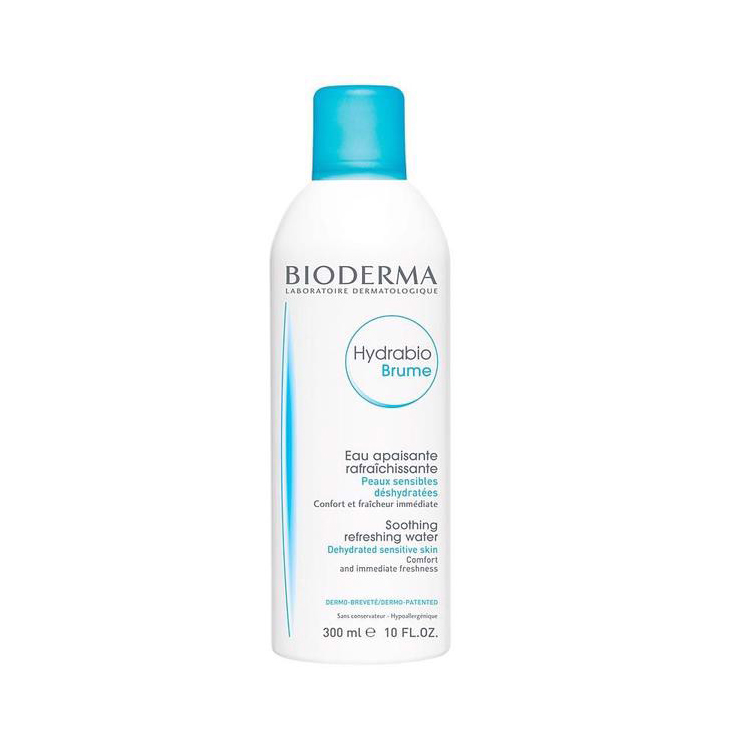 BIODERMA
LABORATOIRE DERMATOLOGIQUE
Hydrabio
Brume
Eau apaisante
rafraîchissante
Peaux sensibles
déshydratées
Confort et fraîcheur immédiate
Soothing
refreshing water
Dehydrated sensitive skin
Comfort
and immediate freshness
DERMO-BREVETÉ/DERMO-PATENTED
Sans conservateur - Hypoallergénique
300 ml ℮ 10 FL.OZ.